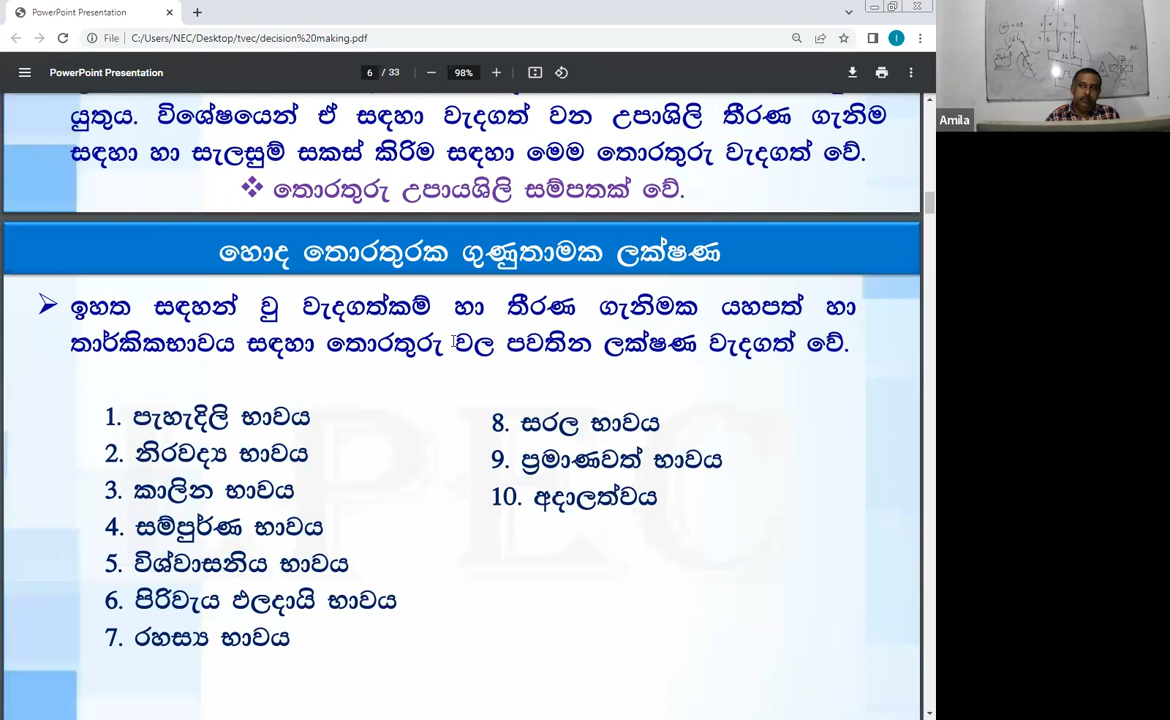 PowerPoint Presentation
File C:/Users/NEC/Desktop/tvec/decision%20making.pdf
PowerPoint Presentation 6 / 33 98%
යුතුය. විශේෂයෙන් ඒ සඳහා වැදගත් වන උපාශිලි තීරණ ගැනිම
සඳහා හා සැලසුම් සකස් කිරිම සඳහා මෙම තොරතුරු වැදගත් වේ.
❖ තොරතුරු උපායශිලි සම්පතක් වේ.
හොද තොරතුරක ගුණුතාමක ලක්ෂණ
➢ ඉහත සඳහන් වු වැදගත්කම් හා තීරණ ගැනිමක යහපත් හා
තාර්කිකභාවය සඳහා තොරතුරු වල පවතින ලක්ෂණ වැදගත් වේ.
1. පැහැදිලි භාවය
2. නිරවද්‍ය භාවය
3. කාලින භාවය
4. සම්පුර්ණ භාවය
5. විශ්වාසනිය භාවය
6. පිරිවැය ඵලදායි භාවය
7. රහස්‍ය භාවය
8. සරල භාවය
9. ප්‍රමාණවත් භාවය
10. අදාලත්වය
Amila